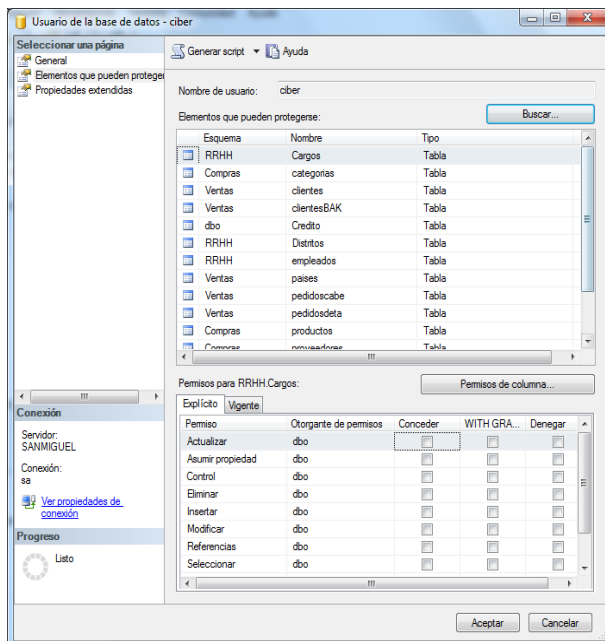 Usuario de la base de datos - ciber
Seleccionar una página
General
Elementos que pueden proteger
Propiedades extendidas
Generar script
Ayuda
Nombre de usuario: ciber
Elementos que pueden protegerse:
Buscar...
Esquema Nombre Tipo
RRHH Cargos Tabla
Compras categorias Tabla
Ventas clientes Tabla
Ventas clientesBAK Tabla
dbo Credito Tabla
RRHH Distritos Tabla
RRHH empleados Tabla
Ventas paises Tabla
Ventas pedidoscabe Tabla
Ventas pedidosdeta Tabla
Compras productos Tabla
Compras proveedores Tabla
Permisos para RRHH.Cargos:
Permisos de columna...
Explícito Vigente
Permiso Otorgante de permisos Conceder WITH GRA... Denegar
Actualizar dbo
Asumir propiedad dbo
Control dbo
Eliminar dbo
Insertar dbo
Modificar dbo
Referencias dbo
Seleccionar dbo
Conexión
Servidor:
SANMIGUEL
Conexión:
sa
Ver propiedades de
conexión
Progreso
Listo
Aceptar
Cancelar